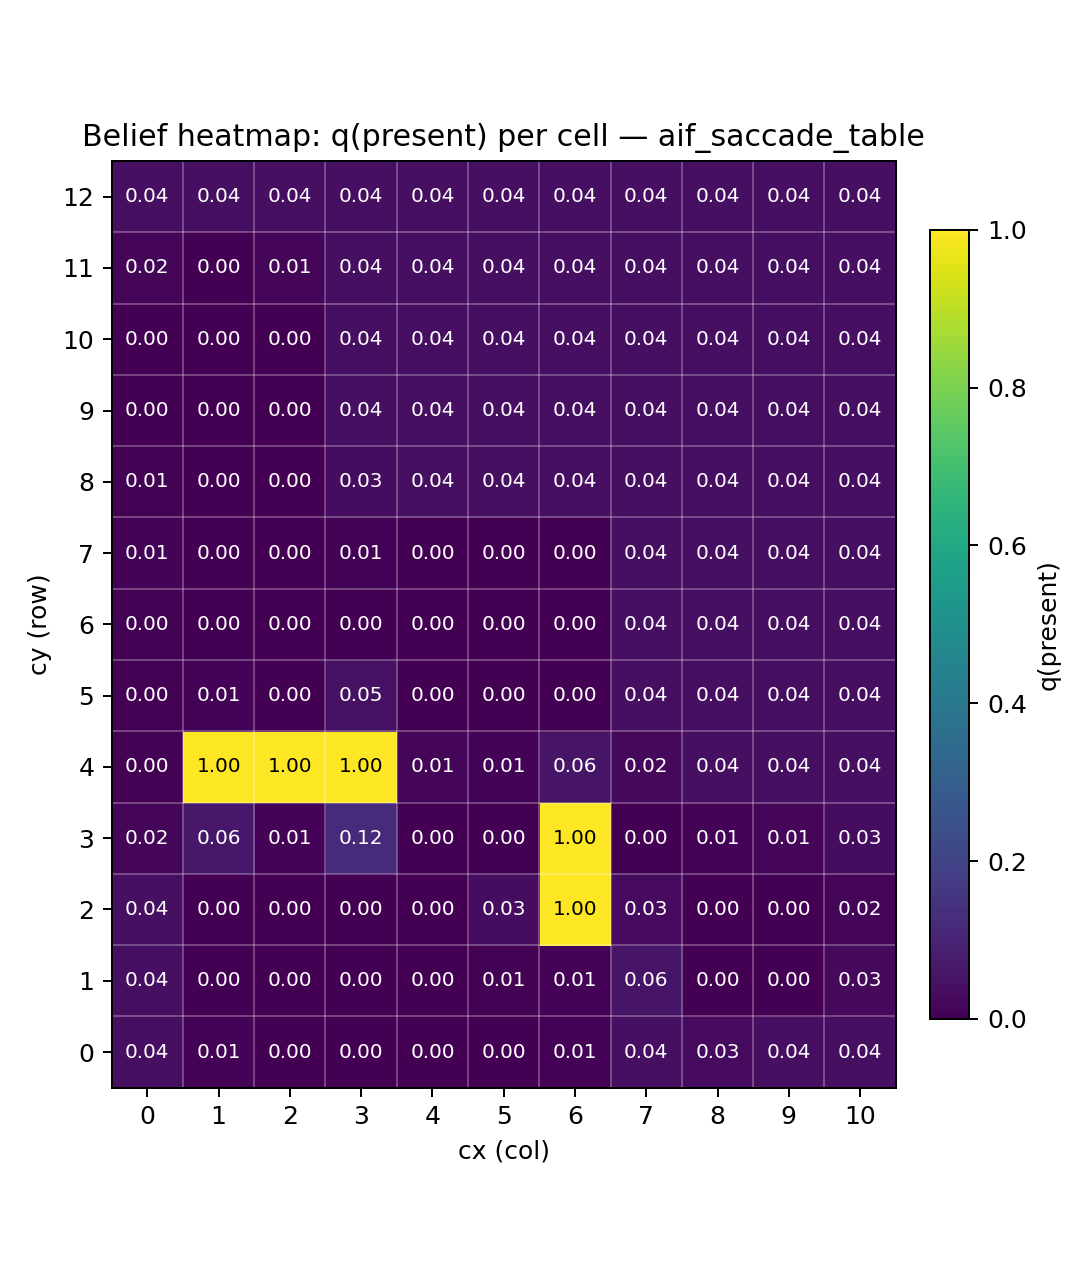 Belief heatmap: q(present) per cell — aif_saccade_table
12 0.04 0.04 0.04 0.04 0.04 0.04 0.04 0.04 0.04 0.04 0.04
11 0.02 0.00 0.01 0.04 0.04 0.04 0.04 0.04 0.04 0.04 0.04
10 0.00 0.00 0.00 0.04 0.04 0.04 0.04 0.04 0.04 0.04 0.04
9 0.00 0.00 0.00 0.04 0.04 0.04 0.04 0.04 0.04 0.04 0.04
8 0.01 0.00 0.00 0.03 0.04 0.04 0.04 0.04 0.04 0.04 0.04
7 0.01 0.00 0.00 0.01 0.00 0.00 0.00 0.04 0.04 0.04 0.04
6 0.00 0.00 0.00 0.00 0.00 0.00 0.00 0.04 0.04 0.04 0.04
5 0.00 0.01 0.00 0.05 0.00 0.00 0.00 0.04 0.04 0.04 0.04
4 0.00 1.00 1.00 1.00 0.01 0.01 0.06 0.02 0.04 0.04 0.04
3 0.02 0.06 0.01 0.12 0.00 0.00 1.00 0.00 0.01 0.01 0.03
2 0.04 0.00 0.00 0.00 0.00 0.03 1.00 0.03 0.00 0.00 0.02
1 0.04 0.00 0.00 0.00 0.00 0.01 0.01 0.06 0.00 0.00 0.03
0 0.04 0.01 0.00 0.00 0.00 0.00 0.01 0.04 0.03 0.04 0.04
0 1 2 3 4 5 6 7 8 9 10
cx (col)
cy (row)
1.0
0.8
0.6
0.4
0.2
0.0
q(present)